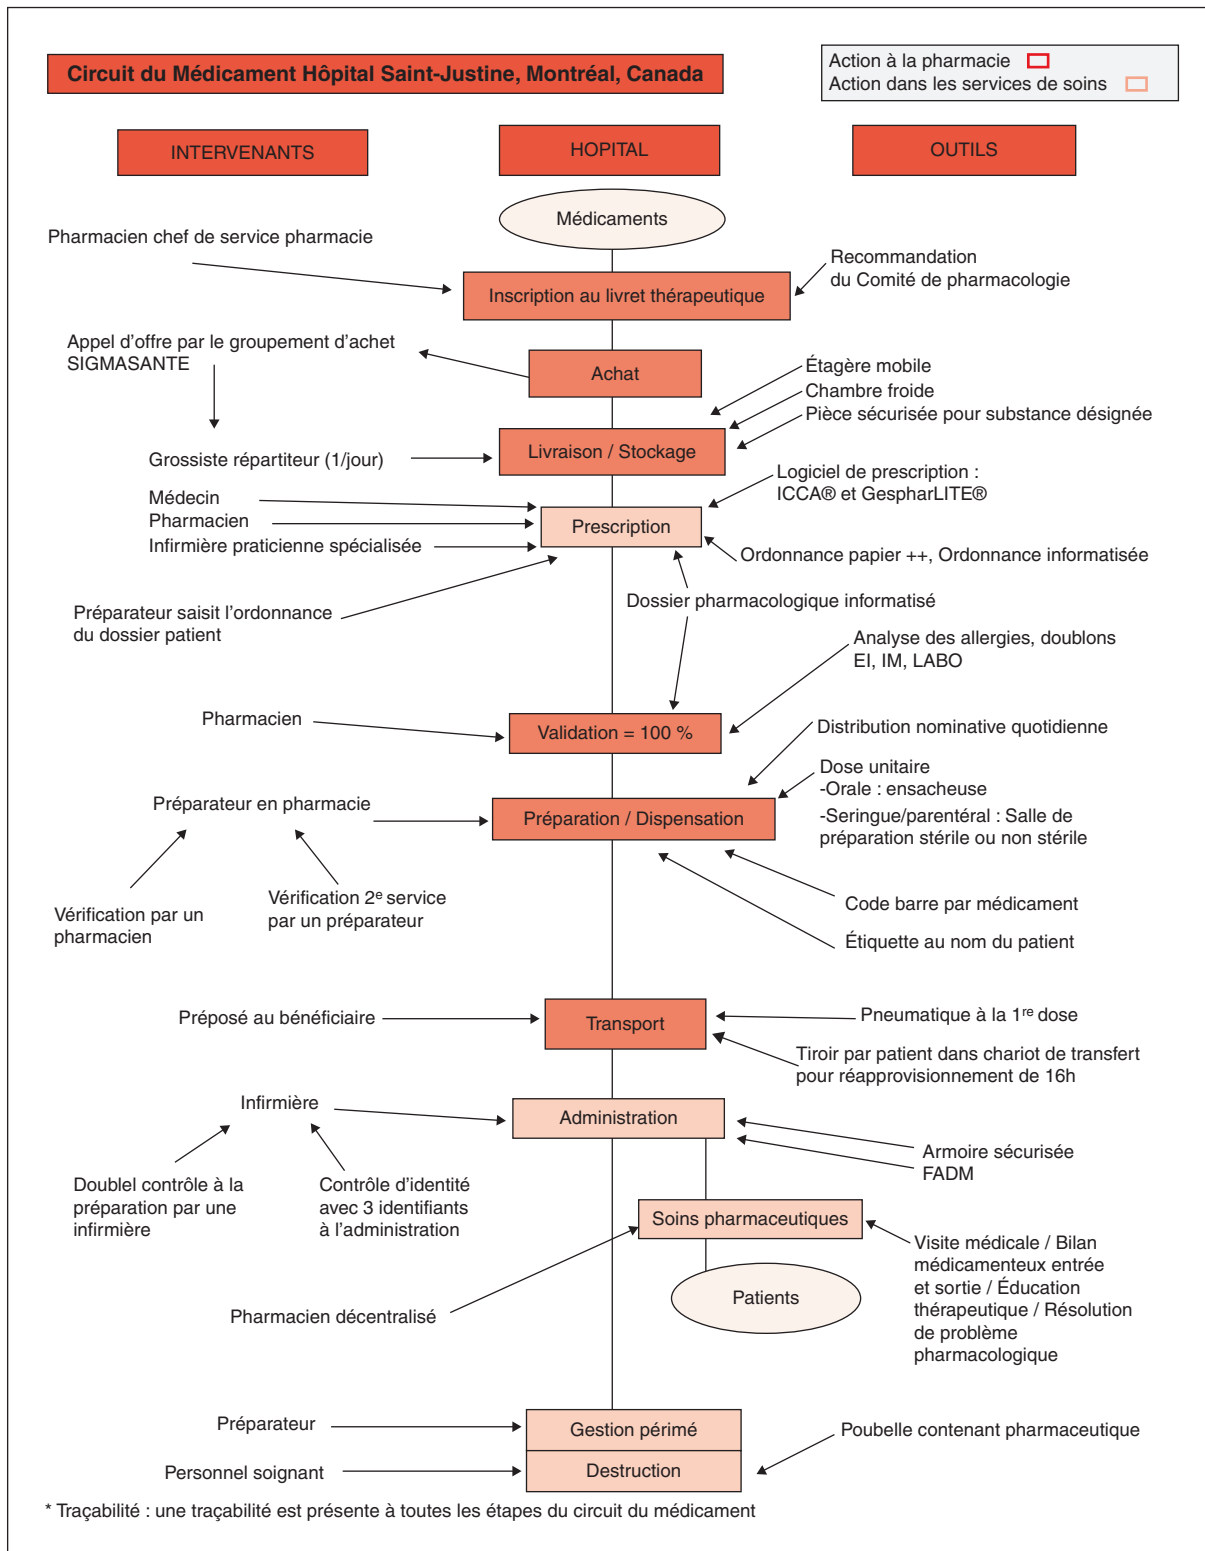 Circuit du Médicament Hôpital Saint-Justine, Montréal, Canada
Action à la pharmacie
Action dans les services de soins
INTERVENANTS
HOPITAL
OUTILS
Médicaments
Pharmacien chef de service pharmacie
Recommandation
du Comité de pharmacologie
Inscription au livret thérapeutique
Appel d'offre par le groupement d'achet
SIGMASANTE
Achat
Étagère mobile
Chambre froide
Pièce sécurisée pour substance désignée
Livraison / Stockage
Grossiste répartiteur (1/jour)
Logiciel de prescription :
ICCA® et GespharLITE®
Médecin
Pharmacien
Infirmière praticienne spécialisée
Prescription
Ordonnance papier ++, Ordonnance informatisée
Préparateur saisit l'ordonnance
du dossier patient
Dossier pharmacologique informatisé
Analyse des allergies, doublons
EI, IM, LABO
Pharmacien
Validation = 100 %
Distribution nominative quotidienne
Dose unitaire
-Orale : ensacheuse
-Seringue/parentéral : Salle de
préparation stérile ou non stérile
Préparateur en pharmacie
Préparation / Dispensation
Vérification par un
pharmacien
Vérification 2e service
par un préparateur
Code barre par médicament
Étiquette au nom du patient
Préposé au bénéficiaire
Transport
Pneumatique à la 1re dose
Tiroir par patient dans chariot de transfert
pour réapprovisionnement de 16h
Infirmière
Administration
Armoire sécurisée
FADM
Doublel contrôle à la
préparation par une
infirmière
Contrôle d'identité
avec 3 identifiants
à l'administration
Soins pharmaceutiques
Visite médicale / Bilan
médicamenteux entrée
et sortie / Éducation
thérapeutique / Résolution
de problème
pharmacologique
Pharmacien décentralisé
Patients
Préparateur
Gestion périmé
Poubelle contenant pharmaceutique
Personnel soignant
Destruction
* Traçabilité : une traçabilité est présente à toutes les étapes du circuit du médicament